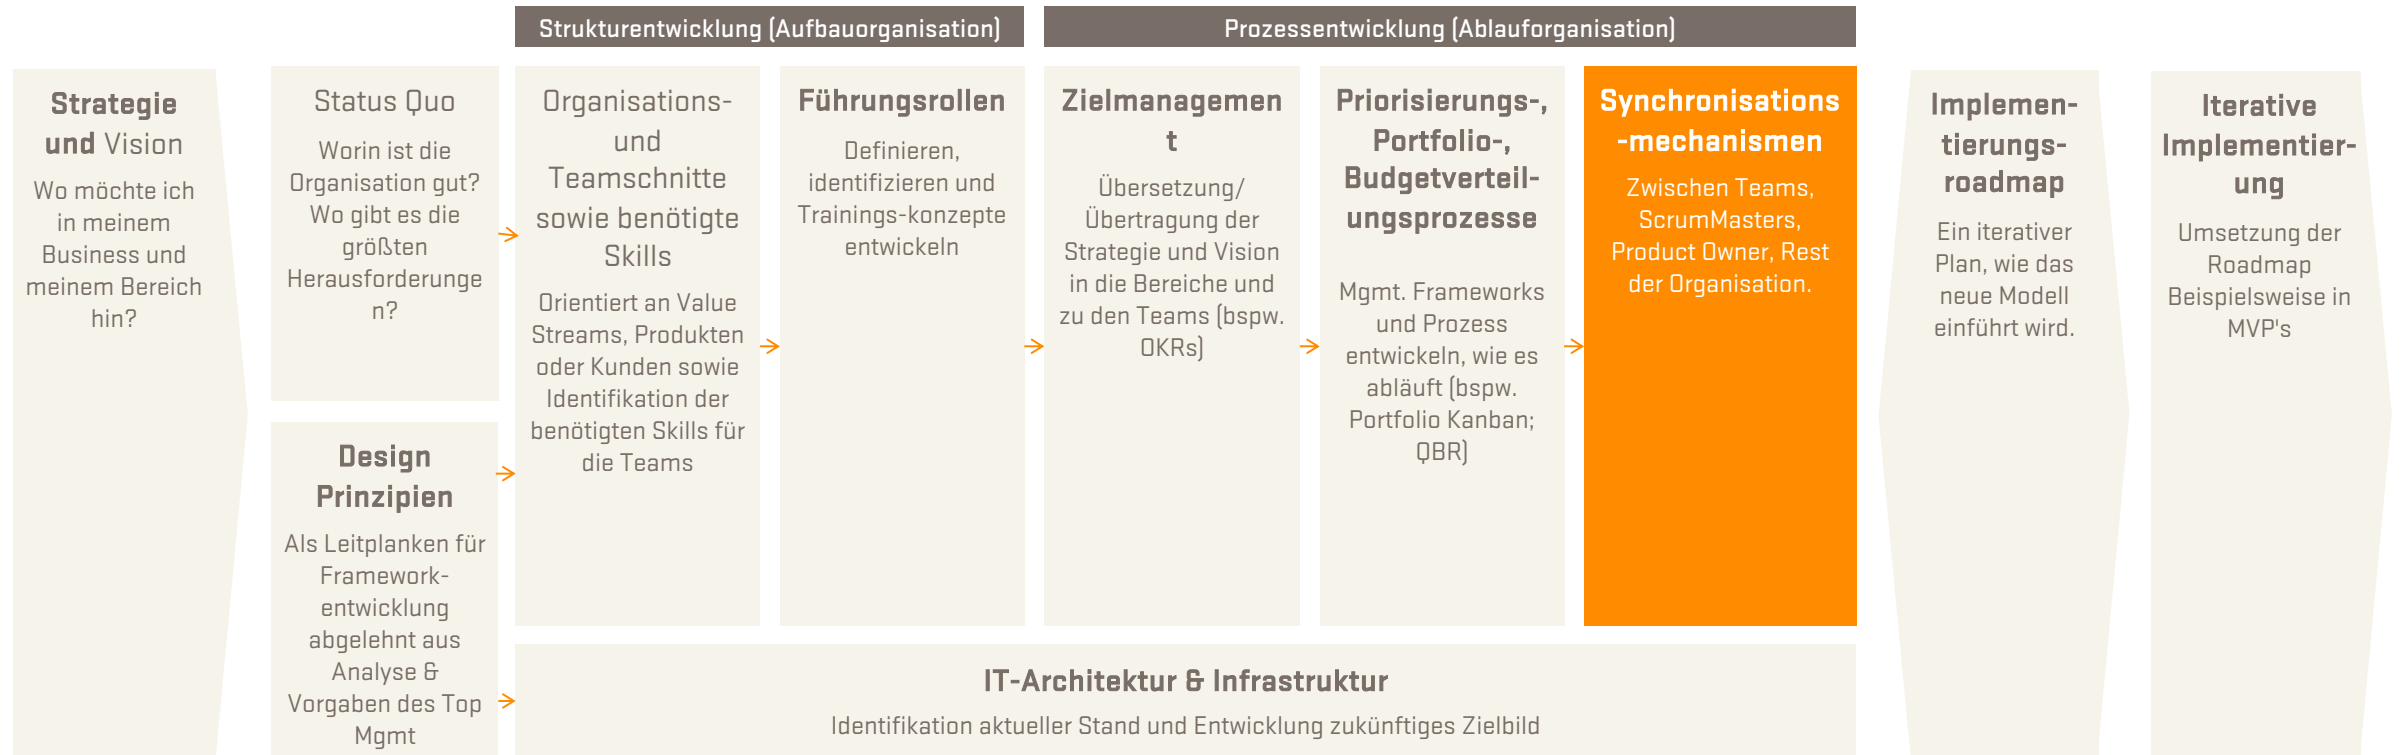 Strukturentwicklung (Aufbauorganisation)
Prozessentwicklung (Ablauforganisation)
Strategie
und Vision
Wo möchte ich
in meinem
Business und
meinem Bereich
hin?
Status Quo
Worin ist die
Organisation gut?
Wo gibt es die
größten
Herausforderunge
n?
Design
Prinzipien
Als Leitplanken für
Framework-
entwicklung
abgelehnt aus
Analyse &
Vorgaben des Top
Mgmt
Organisations-
und
Teamschnitte
sowie benötigte
Skills
Orientiert an Value
Streams, Produkten
oder Kunden sowie
Identifikation der
benötigten Skills für
die Teams
Führungsrollen
Definieren,
identifizieren und
Trainings-konzepte
entwickeln
Zielmanagemen
t
Übersetzung/
Übertragung der
Strategie und Vision
in die Bereiche und
zu den Teams (bspw.
OKRs)
Priorisierungs-,
Portfolio-,
Budgetverteil-
ungsprozesse
Mgmt. Frameworks
und Prozess
entwickeln, wie es
abläuft (bspw.
Portfolio Kanban;
QBR)
Synchronisations
-mechanismen
Zwischen Teams,
ScrumMasters,
Product Owner, Rest
der Organisation.
IT-Architektur & Infrastruktur
Identifikation aktueller Stand und Entwicklung zukünftiges Zielbild
Implemen-
tierungs-
roadmap
Ein iterativer
Plan, wie das
neue Modell
einführt wird.
Iterative
Implementier-
ung
Umsetzung der
Roadmap
Beispielsweise in
MVP's